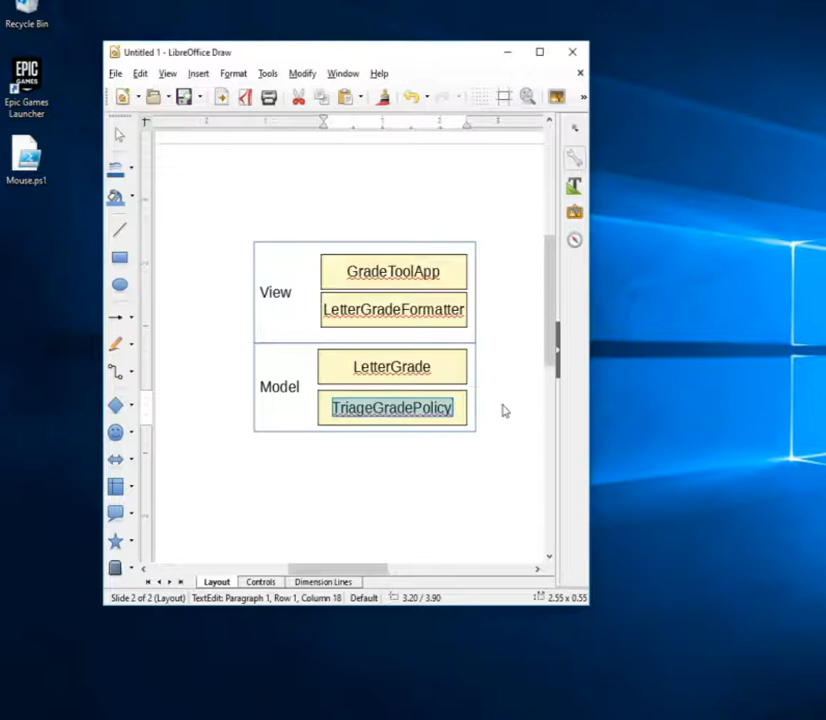 Recycle Bin
EPIC
GAMES
Epic Games
Launcher
Mouse.ps1
Untitled 1 - LibreOffice Draw
File Edit View Insert Format Tools Modify Window Help
View
GradeToolApp
LetterGradeFormatter
Model
LetterGrade
TriageGradePolicy
Layout Controls Dimension Lines
Slide 2 of 2 (Layout) TextEdit: Paragraph 1, Row 1, Column 18 Default 3.20 / 3.90 2.55 x 0.55